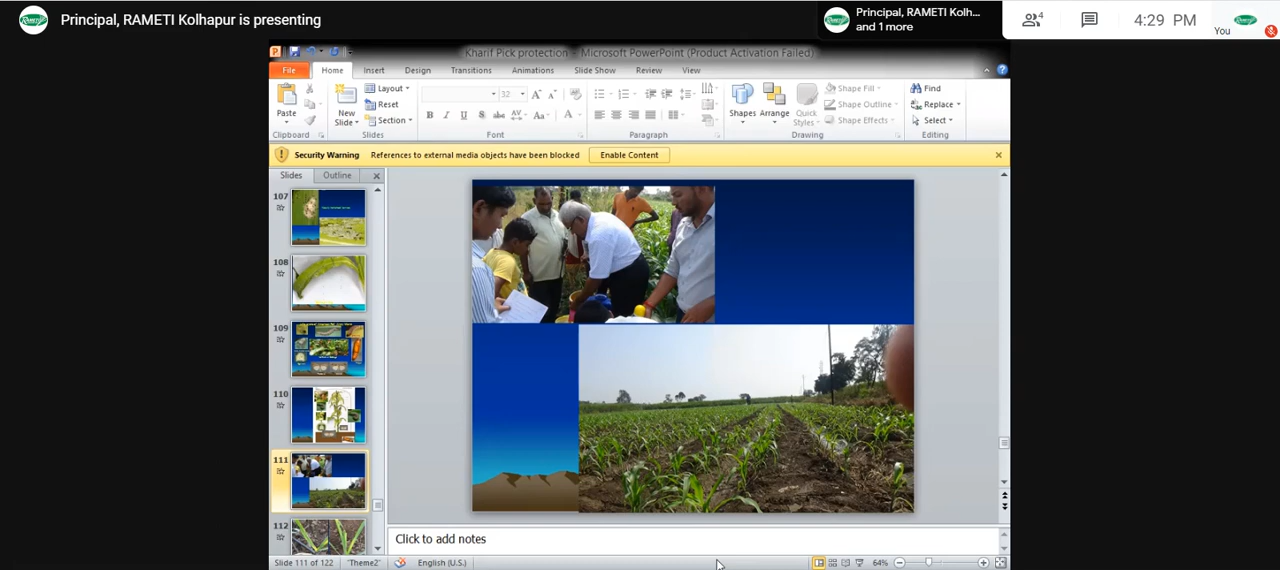 Principal, RAMETI Kolhapur is presenting
Principal, RAMETI Kolh...
and 1 more
4
4:29 PM
You
Kharif Pick protection - Microsoft PowerPoint (Product Activation Failed)
File Home Insert Design Transitions Animations Slide Show Review View
Paste
Clipboard
New
Slide
Layout
Reset
Section
Slides
32
Font
Paragraph
Shapes
Arrange
Quick
Styles
Shape Fill
Shape Outline
Shape Effects
Drawing
Find
Replace
Select
Editing
Security Warning References to external media objects have been blocked Enable Content
Slides Outline
107
108
109
110
111
112
Click to add notes
Slide 111 of 122 "Theme2" English (U.S.) 64%